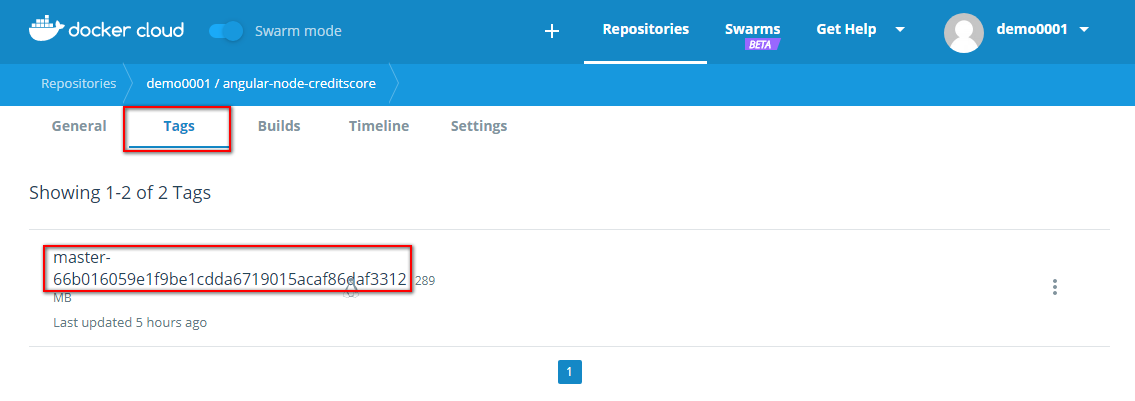 docker cloud Swarm mode + Repositories Swarms Get Help demo0001
BETA
Repositories demo0001 / angular-node-creditscore
General Tags Builds Timeline Settings
Showing 1-2 of 2 Tags
master-
66b016059e1f9be1cdda6719015acaf86daf3312 289
MB
Last updated 5 hours ago
1